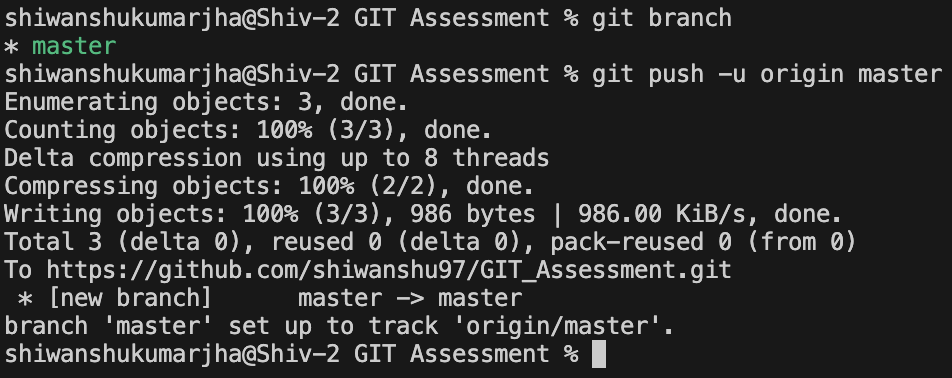 shiwanshukumarjha@Shiv-2 GIT Assessment % git branch
* master
shiwanshukumarjha@Shiv-2 GIT Assessment % git push -u origin master
Enumerating objects: 3, done.
Counting objects: 100% (3/3), done.
Delta compression using up to 8 threads
Compressing objects: 100% (2/2), done.
Writing objects: 100% (3/3), 986 bytes | 986.00 KiB/s, done.
Total 3 (delta 0), reused 0 (delta 0), pack-reused 0 (from 0)
To https://github.com/shiwanshu97/GIT_Assessment.git
 * [new branch]      master -> master
branch 'master' set up to track 'origin/master'.
shiwanshukumarjha@Shiv-2 GIT Assessment %